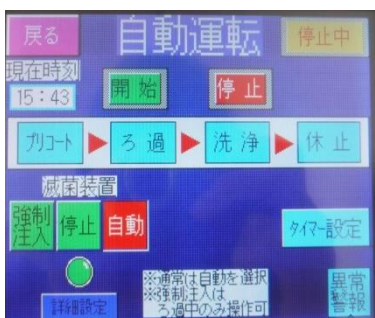 戻る 自動運転 停止中
現在時刻
15:43 開始 停止
プリコート ろ過 洗浄 休止
滅菌装置
強制注入 停止 自動 タイマー設定
※通常は自動を選択
※強制注入は
ろ過中のみ操作可
詳細設定 異常警報